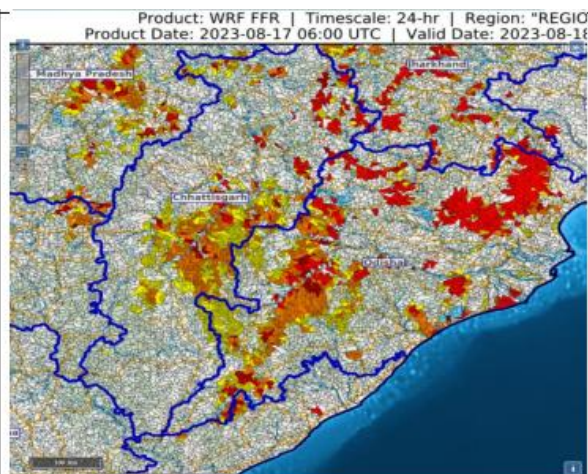 Product: WRF FFR | Timescale: 24-hr | Region: "REGIO
Product Date: 2023-08-17 06:00 UTC | Valid Date: 2023-08-18
Madhya Pradesh
Jharkhand
Chhattisgarh
Odisha